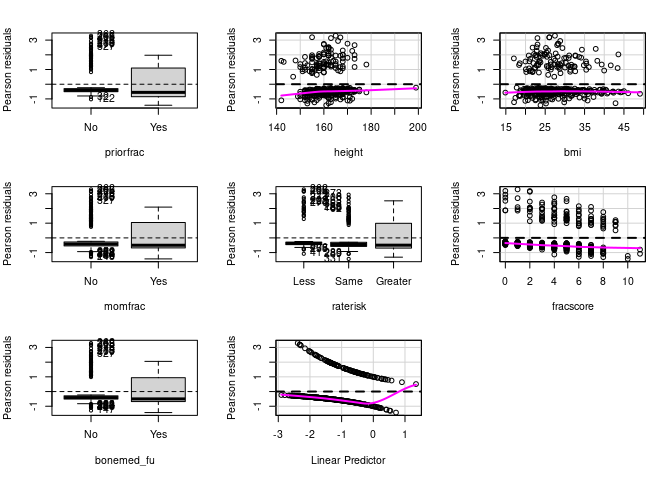 Pearson residuals
3
1
-1
No
Yes
priorfrac
Pearson residuals
3
1
-1
140
160
180
200
height
Pearson residuals
3
1
-1
15
25
35
45
bmi
Pearson residuals
3
1
-1
No
Yes
momfrac
Pearson residuals
3
1
-1
Less
Same
Greater
raterisk
Pearson residuals
3
1
-1
0
2
4
6
8
10
fracscore
Pearson residuals
3
1
-1
No
Yes
bonemed_fu
Pearson residuals
3
1
-1
-3
-2
-1
0
1
Linear Predictor